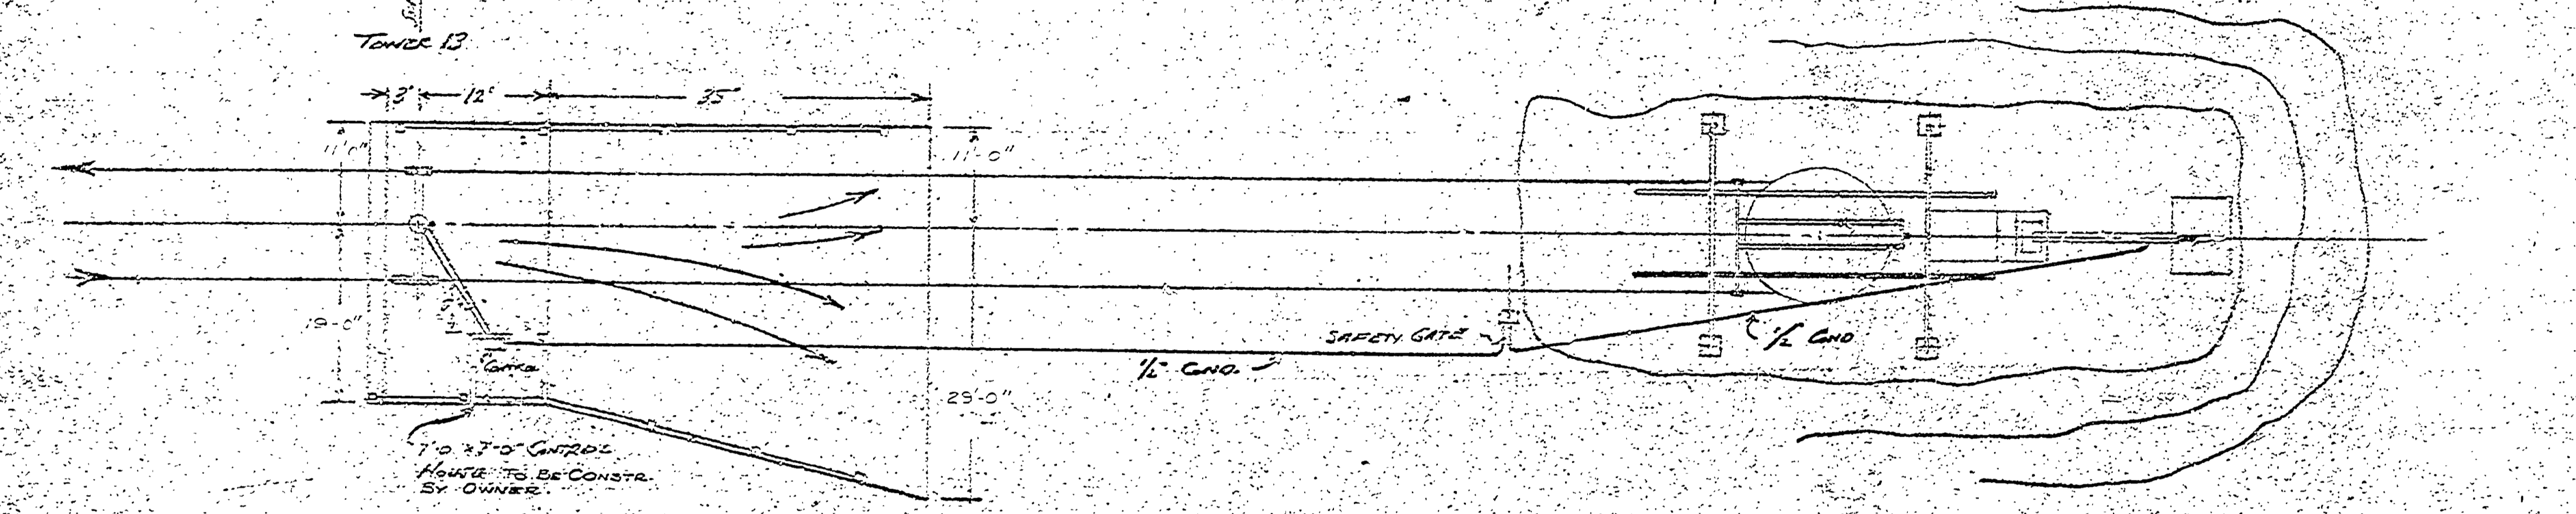 TOWER 13
3' 12' 35'
11'0"
11'-0"
19-0"
SAFETY GATE
1/2 COND
1/2" COND.
Control
29'-0"
7'0 x 7'-0" CONTROL
HOUSE TO BE CONSTR.
BY OWNER.